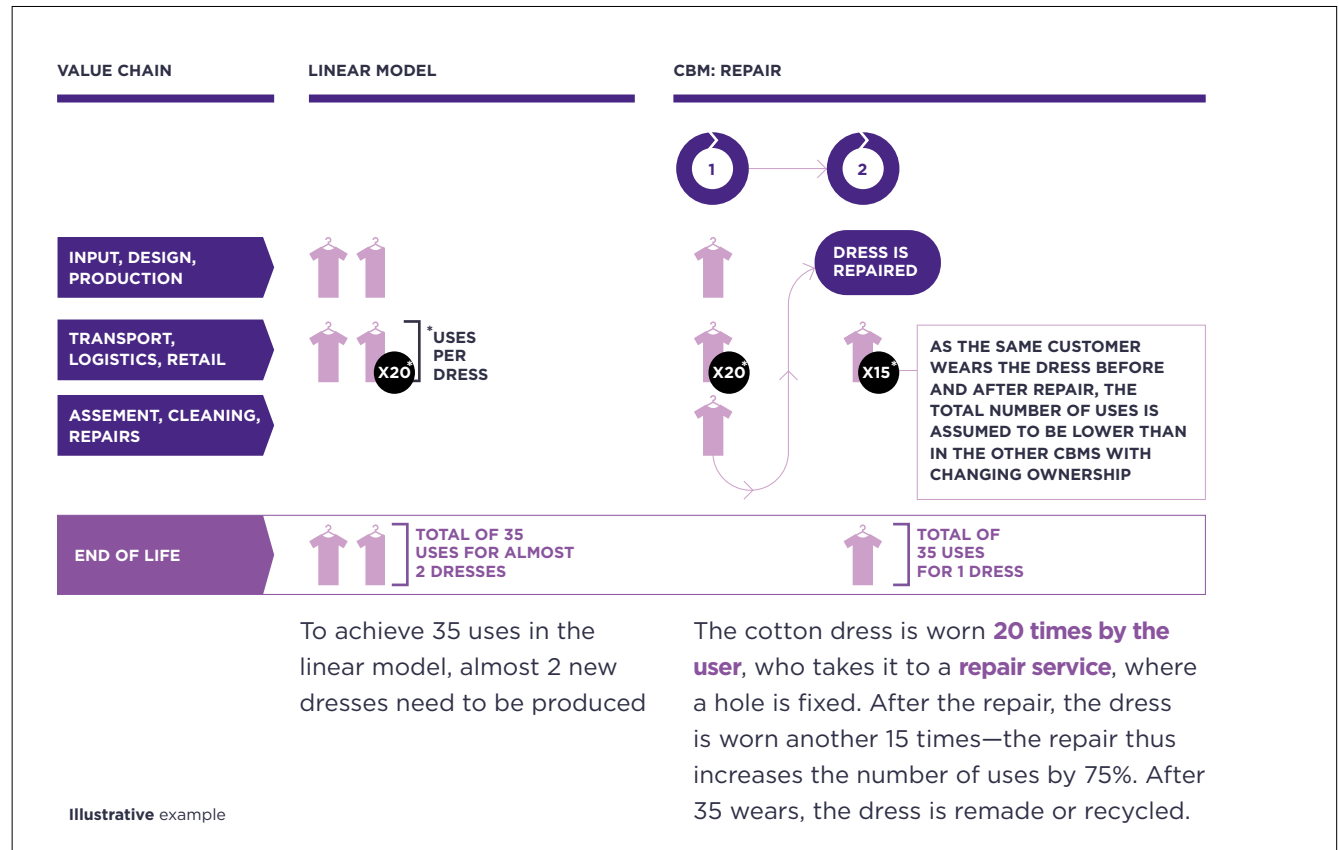 VALUE CHAIN
LINEAR MODEL
CBM: REPAIR
1
2
INPUT, DESIGN,
PRODUCTION
DRESS IS
REPAIRED
TRANSPORT,
LOGISTICS, RETAIL
X20*
*USES
PER
DRESS
X20*
X15*
AS THE SAME CUSTOMER
WEARS THE DRESS BEFORE
AND AFTER REPAIR, THE
TOTAL NUMBER OF USES IS
ASSUMED TO BE LOWER THAN
IN THE OTHER CBMS WITH
CHANGING OWNERSHIP
ASSEMENT, CLEANING,
REPAIRS
END OF LIFE
TOTAL OF 35
USES FOR ALMOST
2 DRESSES
TOTAL OF
35 USES
FOR 1 DRESS
To achieve 35 uses in the
linear model, almost 2 new
dresses need to be produced
The cotton dress is worn 20 times by the
user, who takes it to a repair service, where
a hole is fixed. After the repair, the dress
is worn another 15 times—the repair thus
increases the number of uses by 75%. After
35 wears, the dress is remade or recycled.
Illustrative example